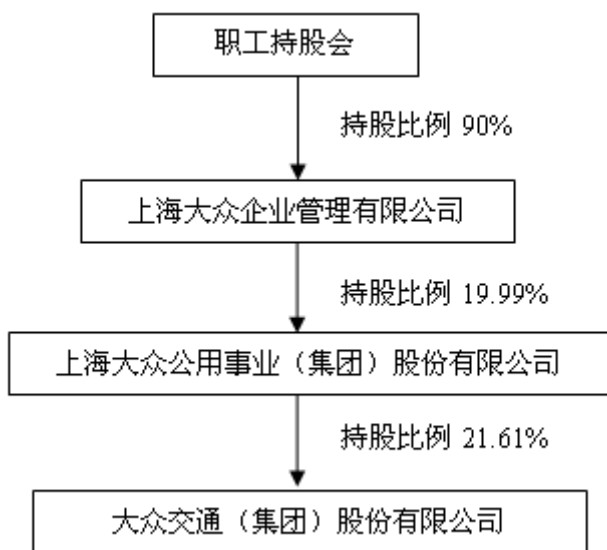 职工持股会
持股比例 90%
上海大众企业管理有限公司
持股比例 19.99%
上海大众公用事业（集团）股份有限公司
持股比例 21.61%
大众交通（集团）股份有限公司